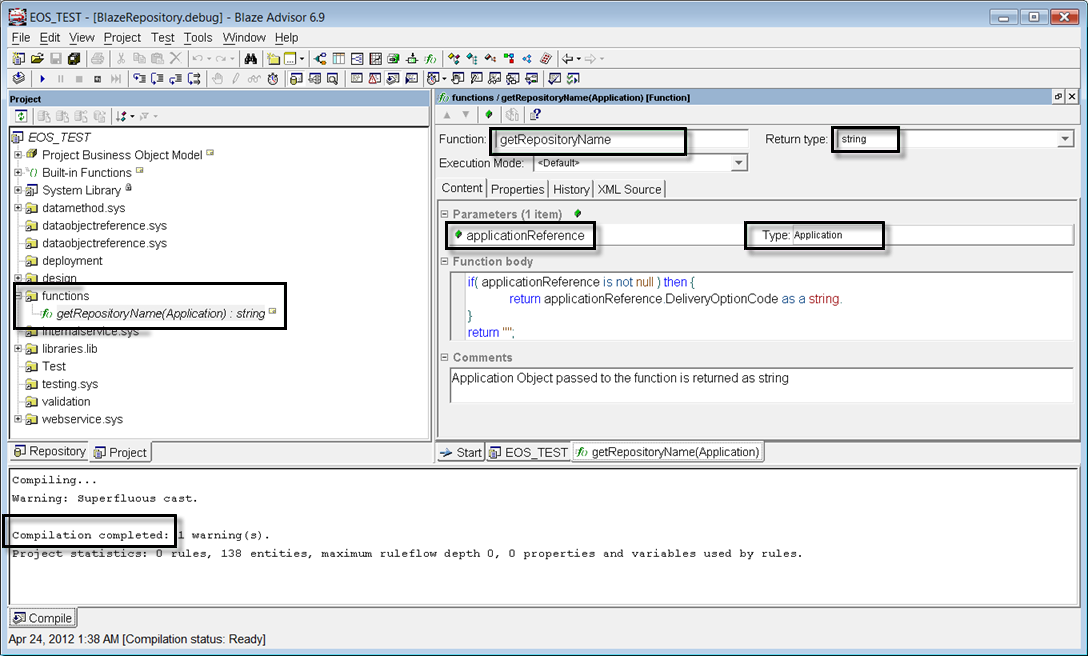 EOS_TEST - [BlazeRepository.debug] - Blaze Advisor 6.9
File Edit View Project Test Tools Window Help
Project
EOS_TEST
Project Business Object Model
Built-in Functions
System Library
datamethod.sys
dataobjectreference.sys
dataobjectreference.sys
deployment
design
functions
getRepositoryName(Application) : string
internalservice.sys
libraries.lib
Test
testing.sys
validation
webservice.sys
Repository Project
functions / getRepositoryName(Application) [Function]
Function: getRepositoryName Return type: string
Execution Mode: <Default>
Content Properties History XML Source
Parameters (1 item)
applicationReference Type: Application
Function body
if( applicationReference is not null ) then {
return applicationReference.DeliveryOptionCode as a string.
}
return "";
Comments
Application Object passed to the function is returned as string
Start EOS_TEST getRepositoryName(Application)
Compiling...
Warning: Superfluous cast.
Compilation completed: 1 warning(s).
Project statistics: 0 rules, 138 entities, maximum ruleflow depth 0, 0 properties and variables used by rules.
Compile
Apr 24, 2012 1:38 AM [Compilation status: Ready]